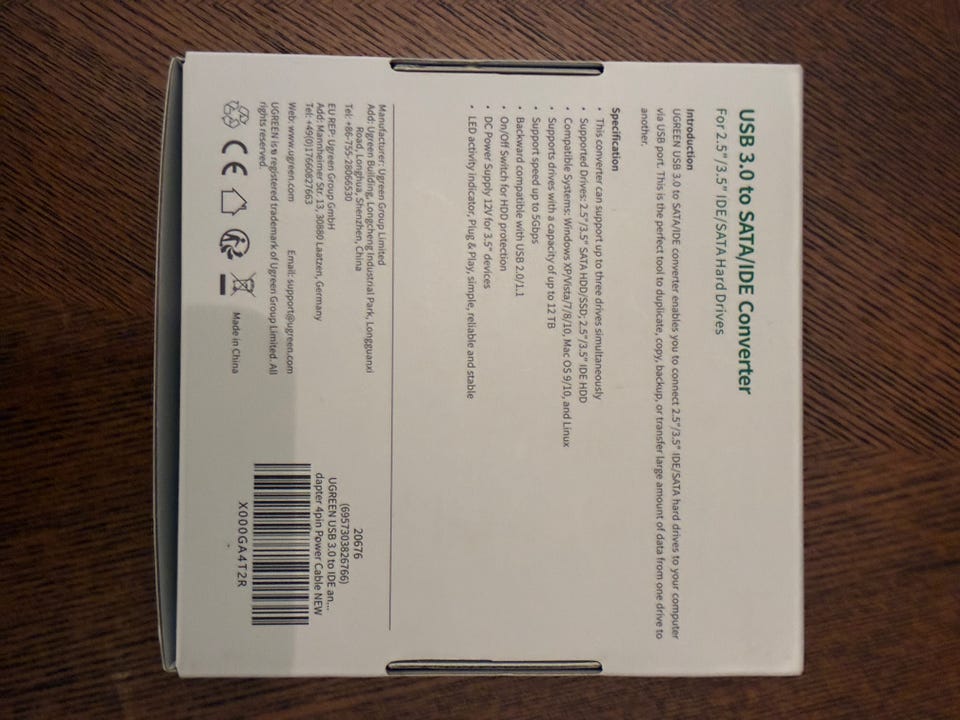 USB 3.0 to SATA/IDE Converter
For 2.5"/3.5" IDE/SATA Hard Drives
Introduction
UGREEN USB 3.0 to SATA/IDE converter enables you to connect 2.5"/3.5" IDE/SATA hard drives to your computer
via USB port. This is the perfect tool to duplicate, copy, backup, or transfer large amount of data from one drive to
another.
Specification
• This converter can support up to three drives simultaneously
• Supported Drives: 2.5"/3.5" SATA HDD/SSD; 2.5"/3.5" IDE HDD
• Compatible Systems: Windows XP/Vista/7/8/10, Mac OS 9/10, and Linux
• Supports drives with a capacity of up to 12 TB
• Support speed up to 5Gbps
• Backward compatible with USB 2.0/1.1
• On/Off Switch for HDD protection
• DC Power Supply 12V for 3.5" devices
• LED activity indicator, Plug & Play, simple, reliable and stable
Manufacturer: Ugreen Group Limited
Add: Ugreen Building, Longcheng Industrial Park, Longguanxi
Road, Longhua, Shenzhen, China
Tel: +86-755-28066530
EU REP: Ugreen Group GmbH
Add: Mannheimer Str. 13, 30880 Laatzen, Germany
Tel: +49(0)17660827663
Web: www.ugreen.com Email: support@ugreen.com
UGREEN is a registered trademark of Ugreen Group Limited. All
rights reserved.
CE Made in China
20676
(6957303826766)
UGREEN USB 3.0 to IDE an...
dapter 4pin Power Cable NEW
X000GA4T2R